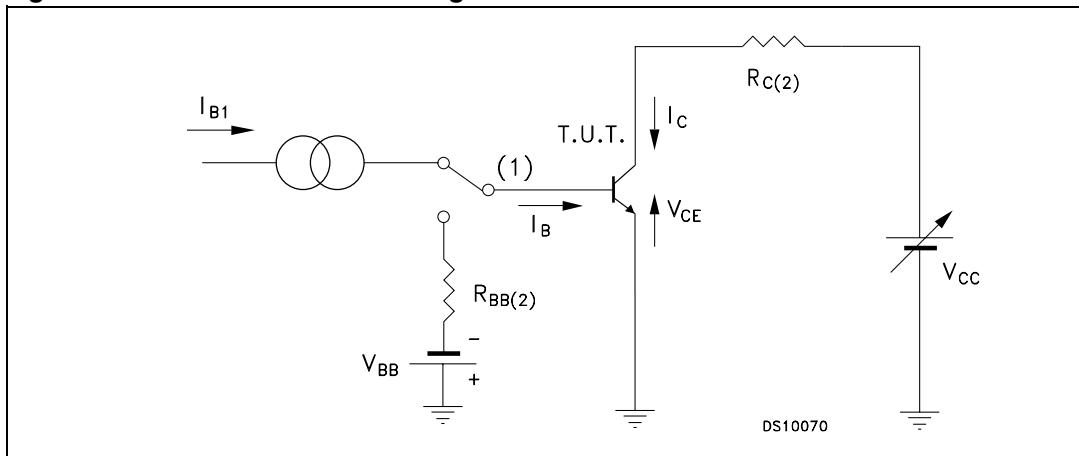 I_B1
R_C(2)
I_C
T.U.T.
(1)
V_CE
I_B
R_BB(2)
V_CC
-
V_BB
+
DS10070